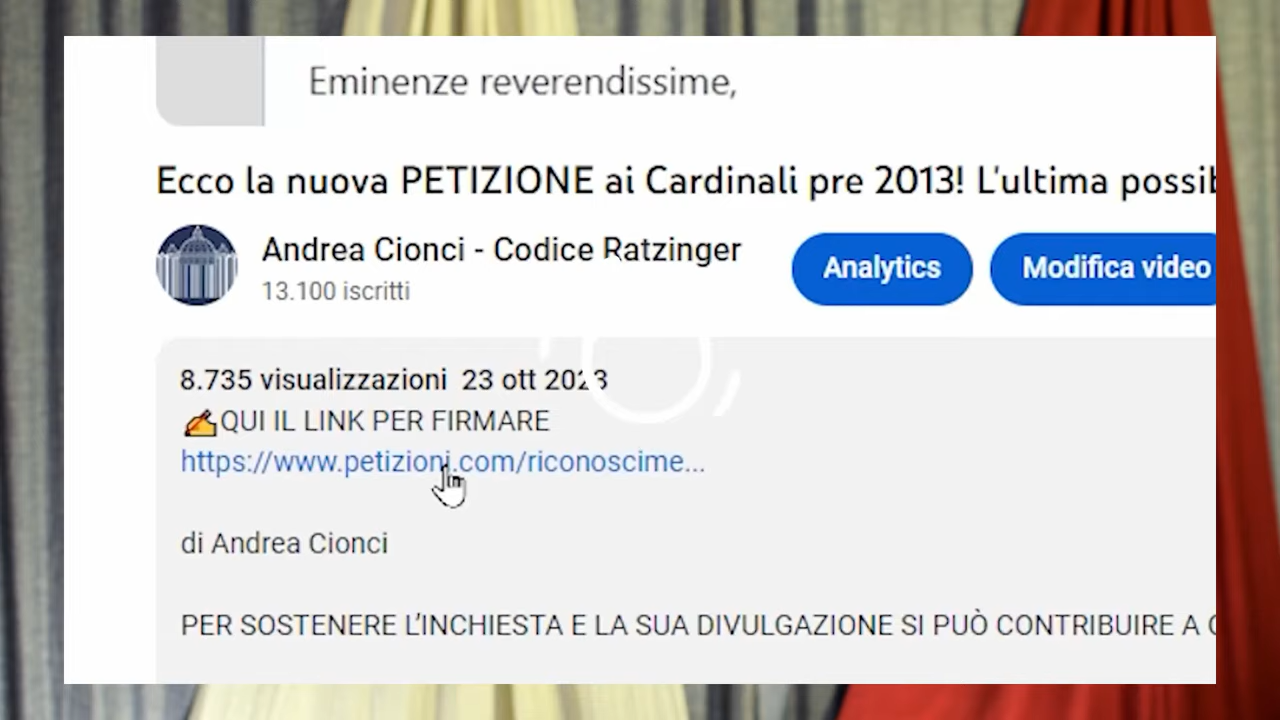 Eminenze reverendissime,
Ecco la nuova PETIZIONE ai Cardinali pre 2013! L'ultima possib
Andrea Cionci - Codice Ratzinger
13.100 iscritti
Analytics
Modifica video
8.735 visualizzazioni 23 ott 2023
✍QUI IL LINK PER FIRMARE
https://www.petizioni.com/riconoscime...
di Andrea Cionci
PER SOSTENERE L'INCHIESTA E LA SUA DIVULGAZIONE SI PUÒ CONTRIBUIRE A